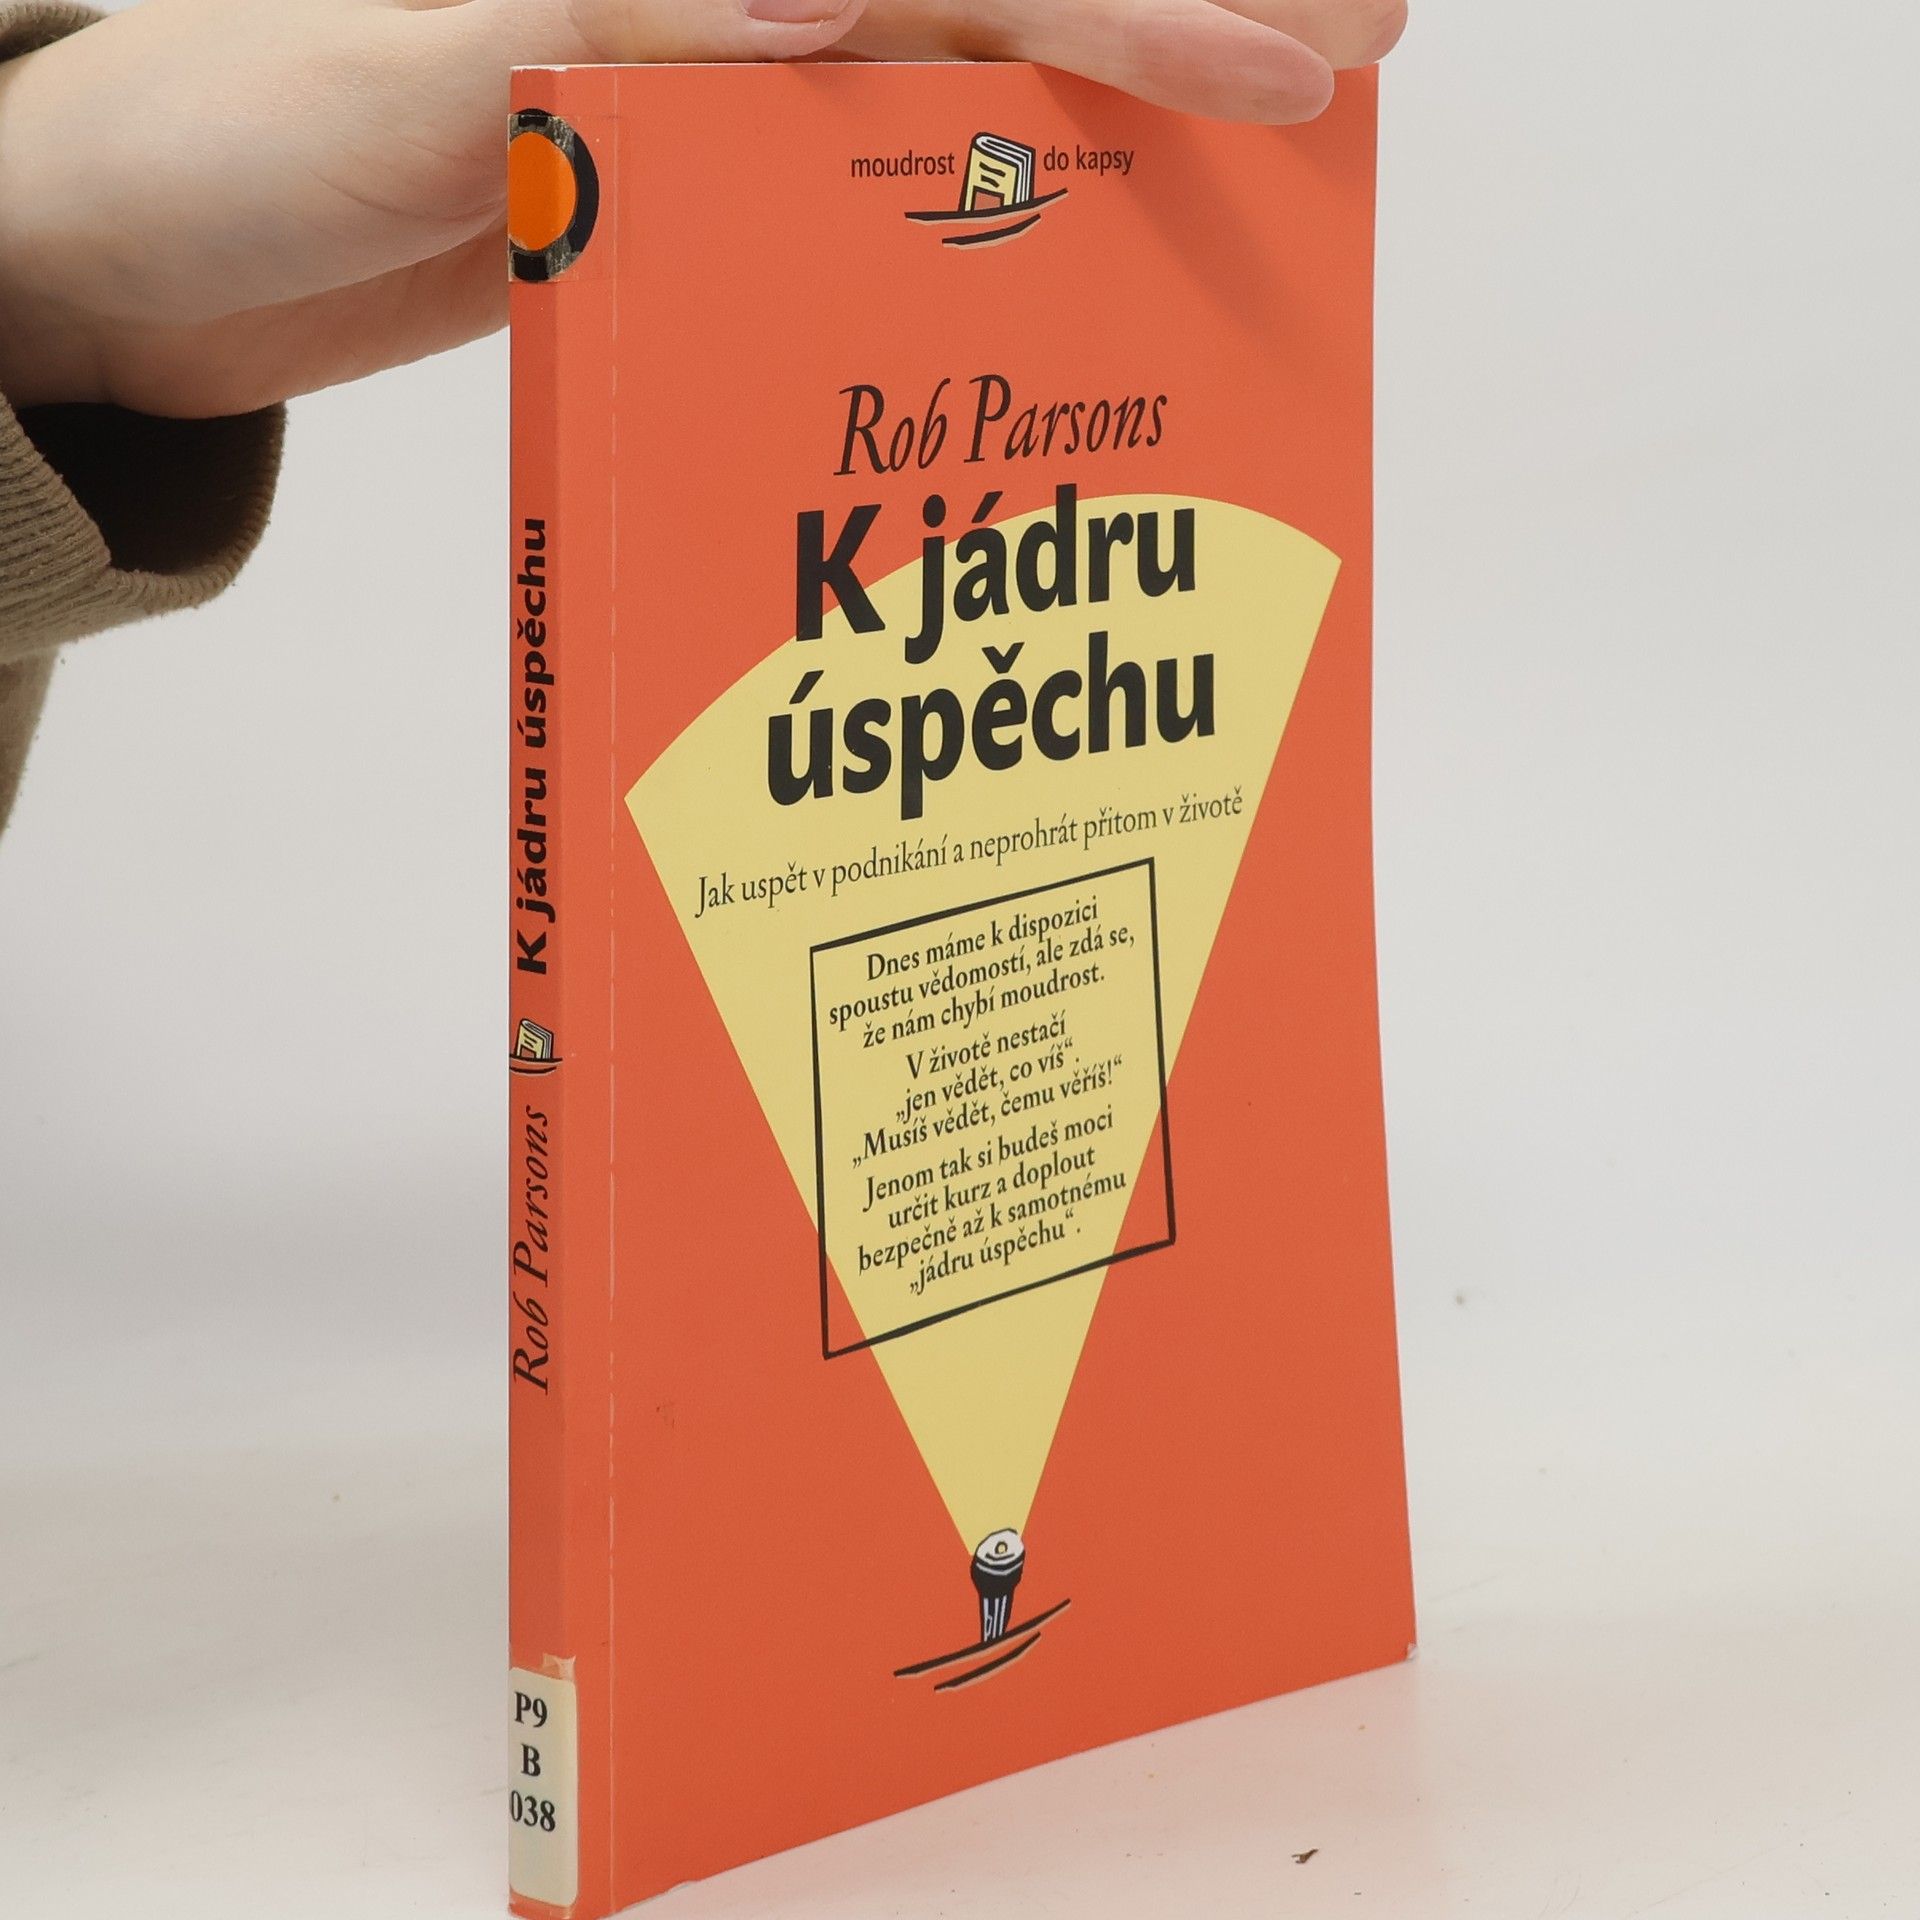 moudrost do kapsy
Rob Parsons
K jádru
úspěchu
Jak uspět v podnikání a neprohrát přitom v životě
Dnes máme k dispozici
spoustu vědomostí, ale zdá se,
že nám chybí moudrost.
V životě nestačí
„jen vědět, co víš“.
„Musíš vědět, čemu věříš!“
Jenom tak si budeš moci
určit kurz a doplout
bezpečně až k samotnému
„jádru úspěchu“.
Rob Parsons K jádru úspěchu
P9
B
038